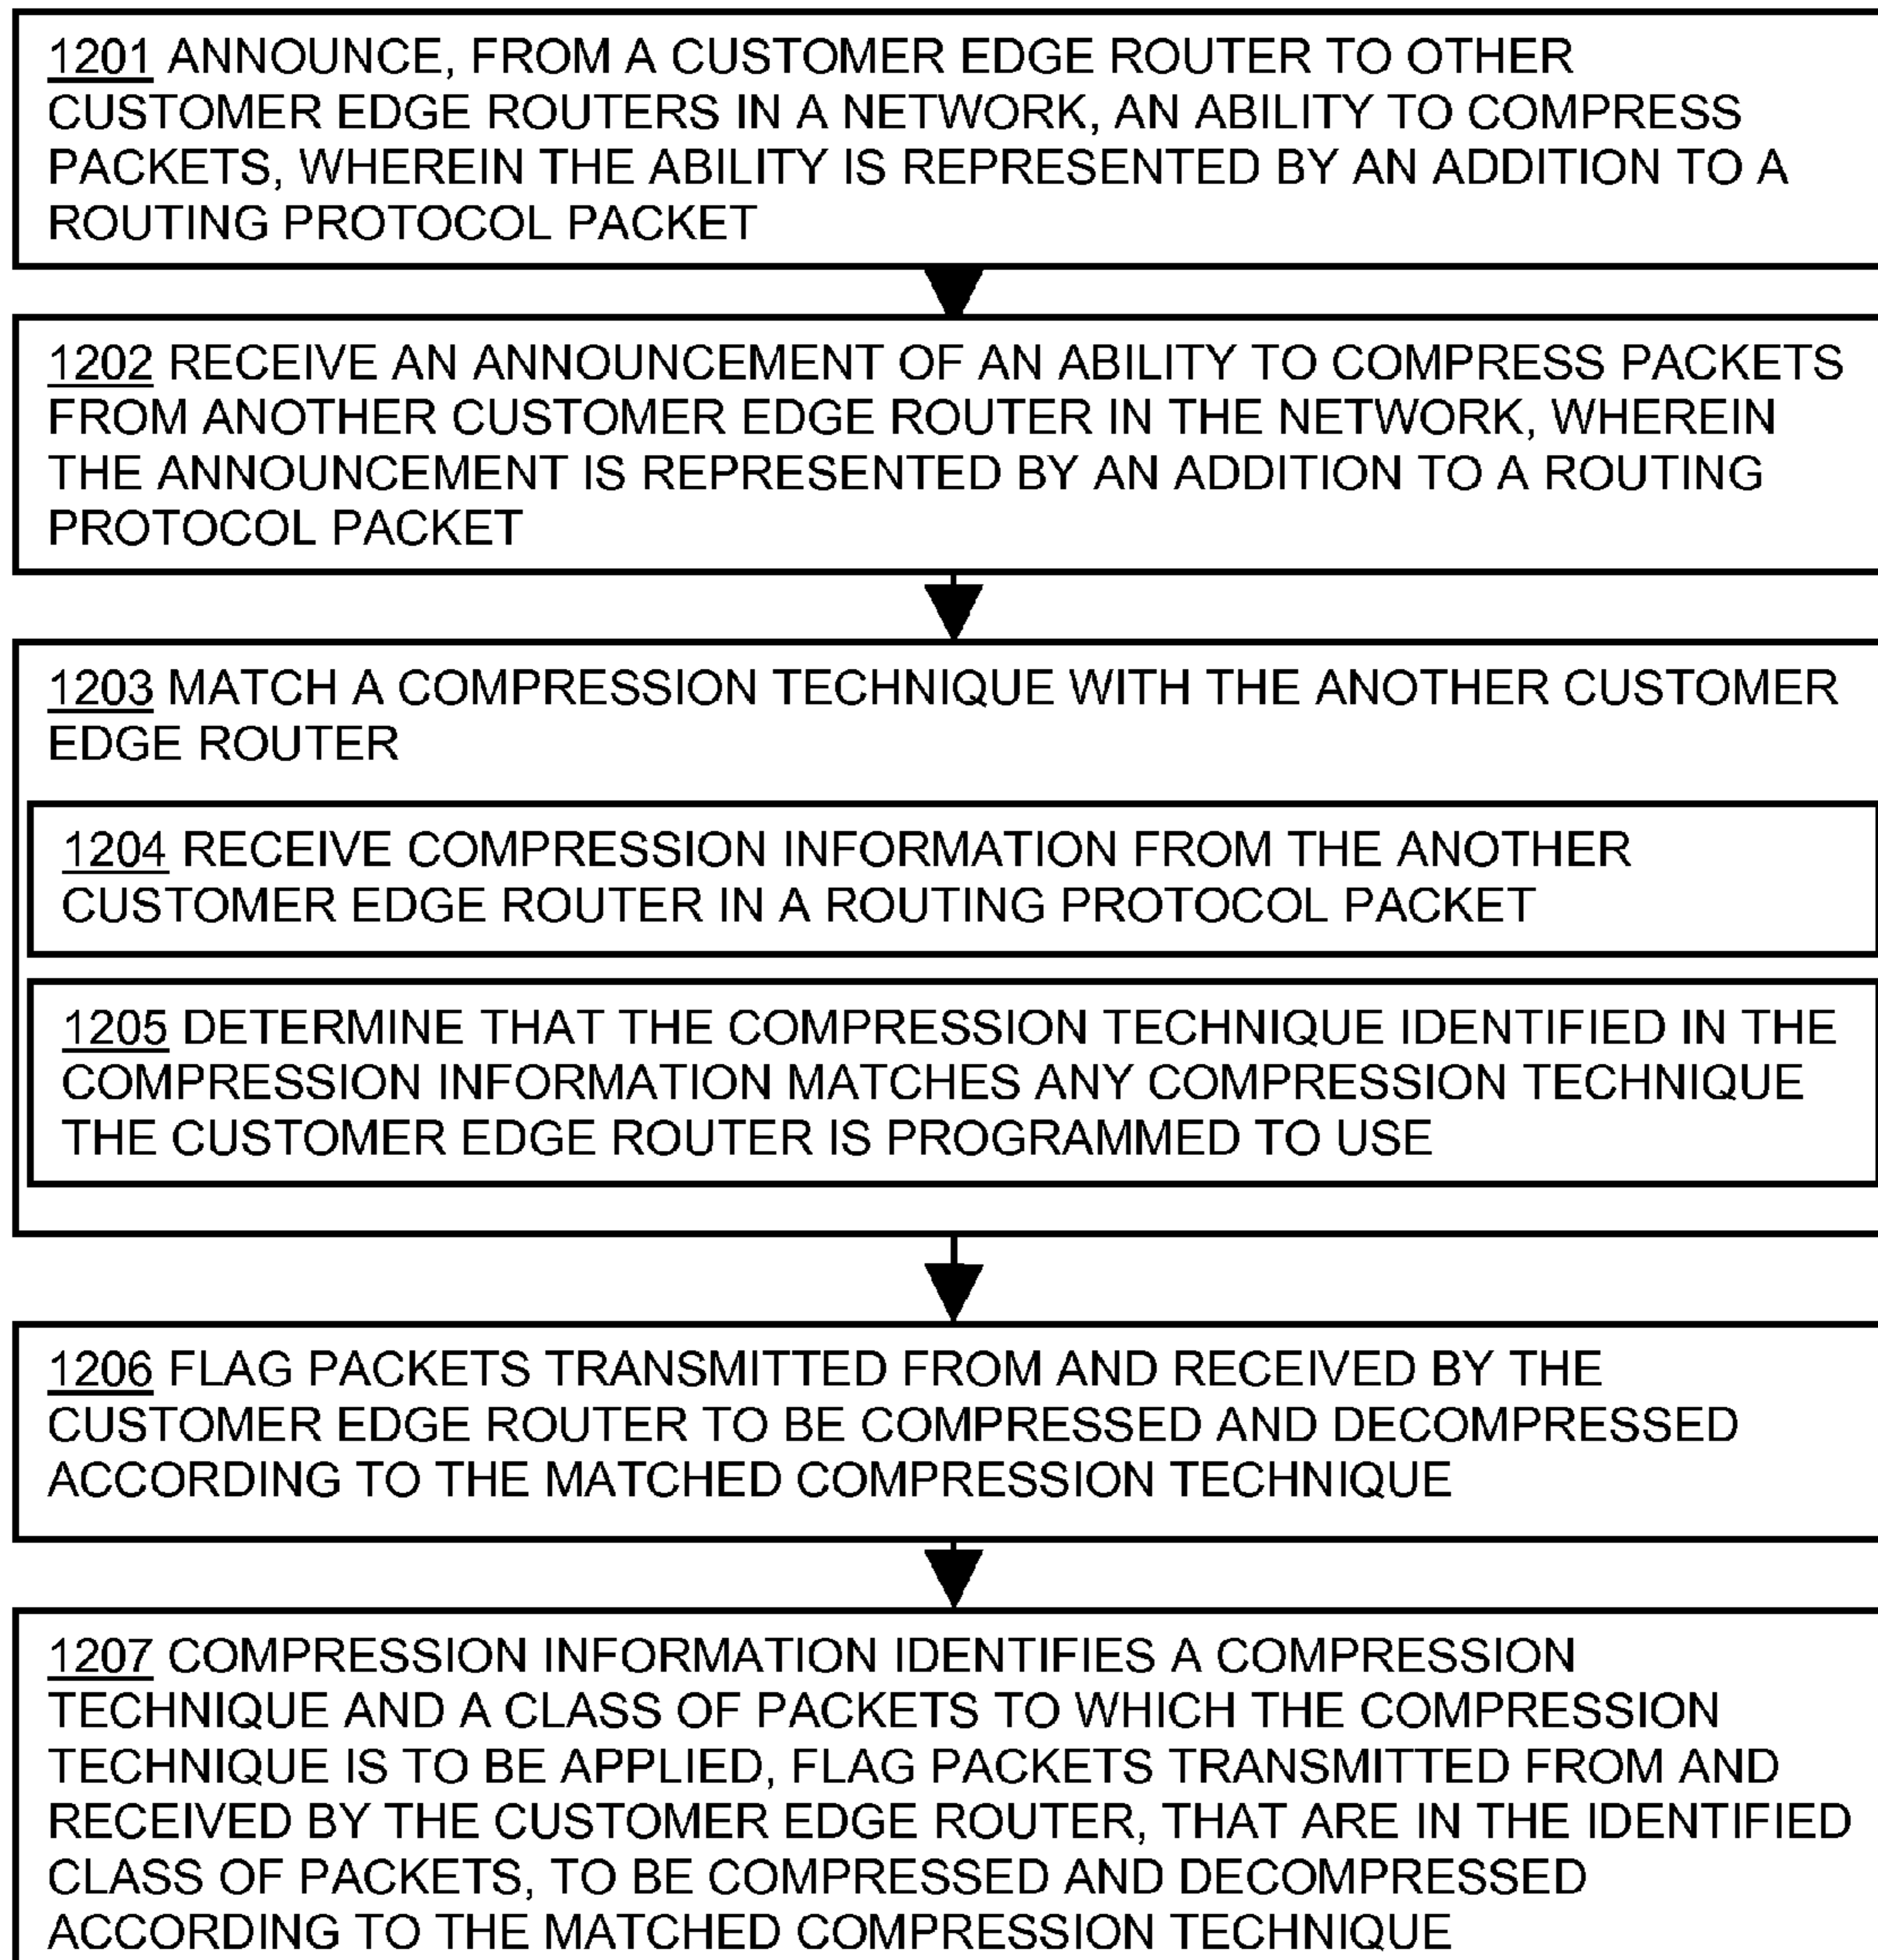 1201 ANNOUNCE, FROM A CUSTOMER EDGE ROUTER TO OTHER
CUSTOMER EDGE ROUTERS IN A NETWORK, AN ABILITY TO COMPRESS
PACKETS, WHEREIN THE ABILITY IS REPRESENTED BY AN ADDITION TO A
ROUTING PROTOCOL PACKET
1202 RECEIVE AN ANNOUNCEMENT OF AN ABILITY TO COMPRESS PACKETS
FROM ANOTHER CUSTOMER EDGE ROUTER IN THE NETWORK, WHEREIN
THE ANNOUNCEMENT IS REPRESENTED BY AN ADDITION TO A ROUTING
PROTOCOL PACKET
1203 MATCH A COMPRESSION TECHNIQUE WITH THE ANOTHER CUSTOMER
EDGE ROUTER
1204 RECEIVE COMPRESSION INFORMATION FROM THE ANOTHER
CUSTOMER EDGE ROUTER IN A ROUTING PROTOCOL PACKET
1205 DETERMINE THAT THE COMPRESSION TECHNIQUE IDENTIFIED IN THE
COMPRESSION INFORMATION MATCHES ANY COMPRESSION TECHNIQUE
THE CUSTOMER EDGE ROUTER IS PROGRAMMED TO USE
1206 FLAG PACKETS TRANSMITTED FROM AND RECEIVED BY THE
CUSTOMER EDGE ROUTER TO BE COMPRESSED AND DECOMPRESSED
ACCORDING TO THE MATCHED COMPRESSION TECHNIQUE
1207 COMPRESSION INFORMATION IDENTIFIES A COMPRESSION
TECHNIQUE AND A CLASS OF PACKETS TO WHICH THE COMPRESSION
TECHNIQUE IS TO BE APPLIED, FLAG PACKETS TRANSMITTED FROM AND
RECEIVED BY THE CUSTOMER EDGE ROUTER, THAT ARE IN THE IDENTIFIED
CLASS OF PACKETS, TO BE COMPRESSED AND DECOMPRESSED
ACCORDING TO THE MATCHED COMPRESSION TECHNIQUE